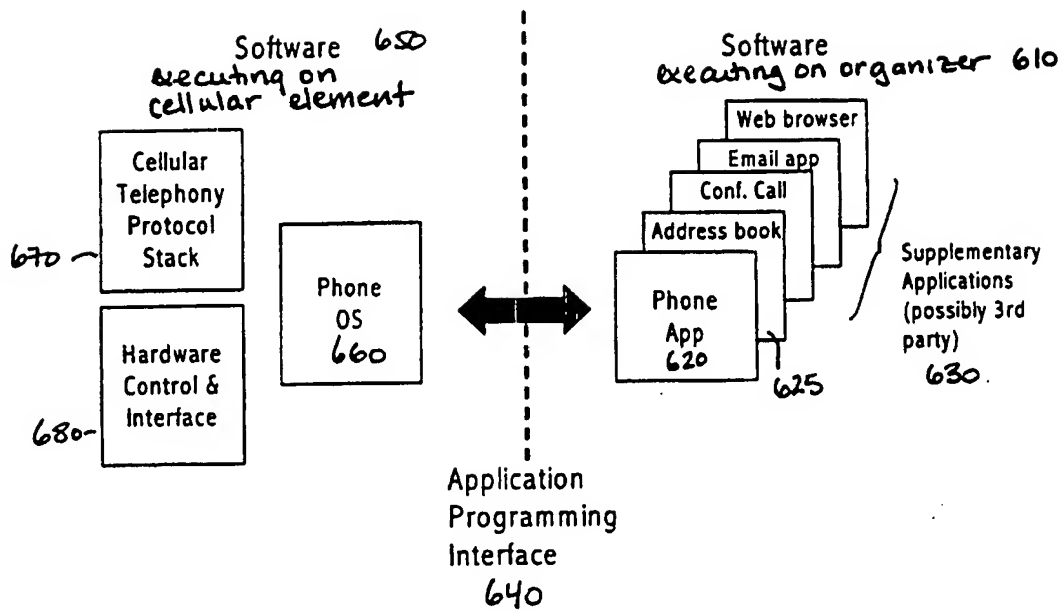 Software 650
executing on
cellular element
Cellular
Telephony
Protocol
Stack
670
Hardware
Control &
Interface
680
Phone
OS
660
Application
Programming
Interface
640
Software
executing on organizer 610
Web browser
Email app
Conf. Call
Address book
Phone
App
620
625
Supplementary
Applications
(possibly 3rd
party)
630.